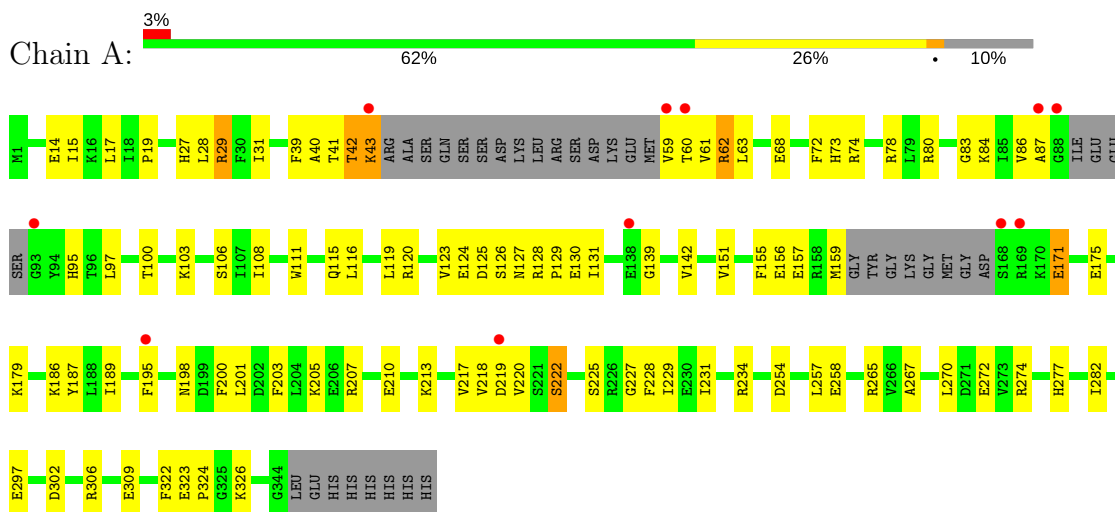 3%
Chain A:
62% 26% • 10%
M1 E14 I15 K16 L17 I18 P19 H27 L28 R29 F30 I31 F39 A40 T41 T42 K43 ARG ALA SER GLN SER SER ASP LYS LEU ARG SER ASP LYS GLU MET V59 T60 V61 R62 L63 E68 F72 H73 R74 R78 L79 R80 G83 K84 I85 V86 A87 G88 ILE GLU GLU
SER G93 Y94 H95 T96 L97 T100 K103 S106 I107 I108 W111 Q115 L116 L119 R120 V123 E124 D125 S126 N127 R128 P129 E130 I131 E138 G139 V142 V151 F155 E156 E157 R158 M159 GLY TYR GLY LYS GLY MET GLY ASP S168 R169 K170 E171 E175
K179 K186 Y187 L188 I189 F195 N198 D199 F200 L201 D202 F203 L204 K205 E206 R207 E210 K213 V217 V218 D219 V220 S221 S222 S225 R226 G227 F228 I229 E230 I231 R234 D254 L257 E258 R265 V266 A267 L270 D271 E272 V273 R274 H277 I282
E297 D302 R306 E309 F322 E323 P324 G325 K326 G344 LEU GLU HIS HIS HIS HIS HIS HIS